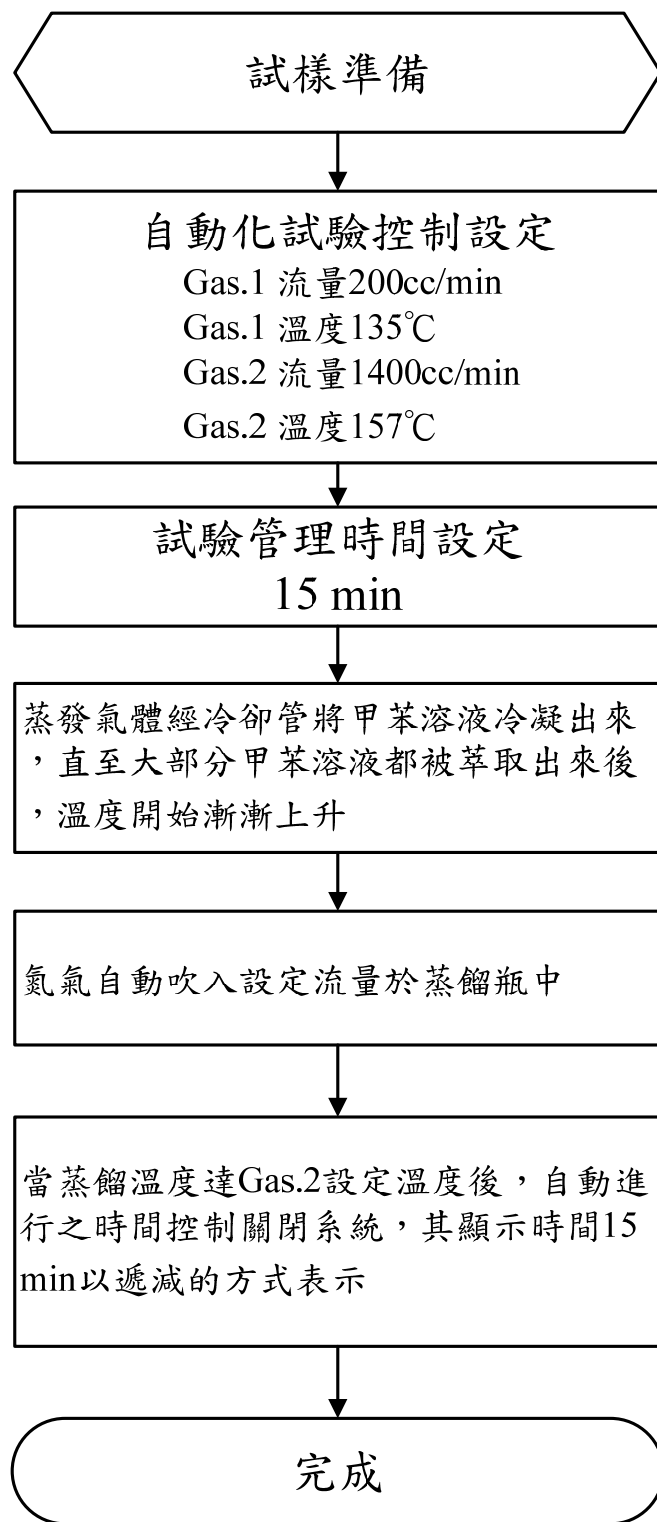 試樣準備
自動化試驗控制設定
Gas.1 流量200cc/min
Gas.1 溫度135℃
Gas.2 流量1400cc/min
Gas.2 溫度157℃
試驗管理時間設定
15 min
蒸發氣體經冷卻管將甲苯溶液冷凝出來
，直至大部分甲苯溶液都被萃取出來後
，溫度開始漸漸上升
氮氣自動吹入設定流量於蒸餾瓶中
當蒸餾溫度達Gas.2設定溫度後，自動進
行之時間控制關閉系統，其顯示時間15
min以遞減的方式表示
完成